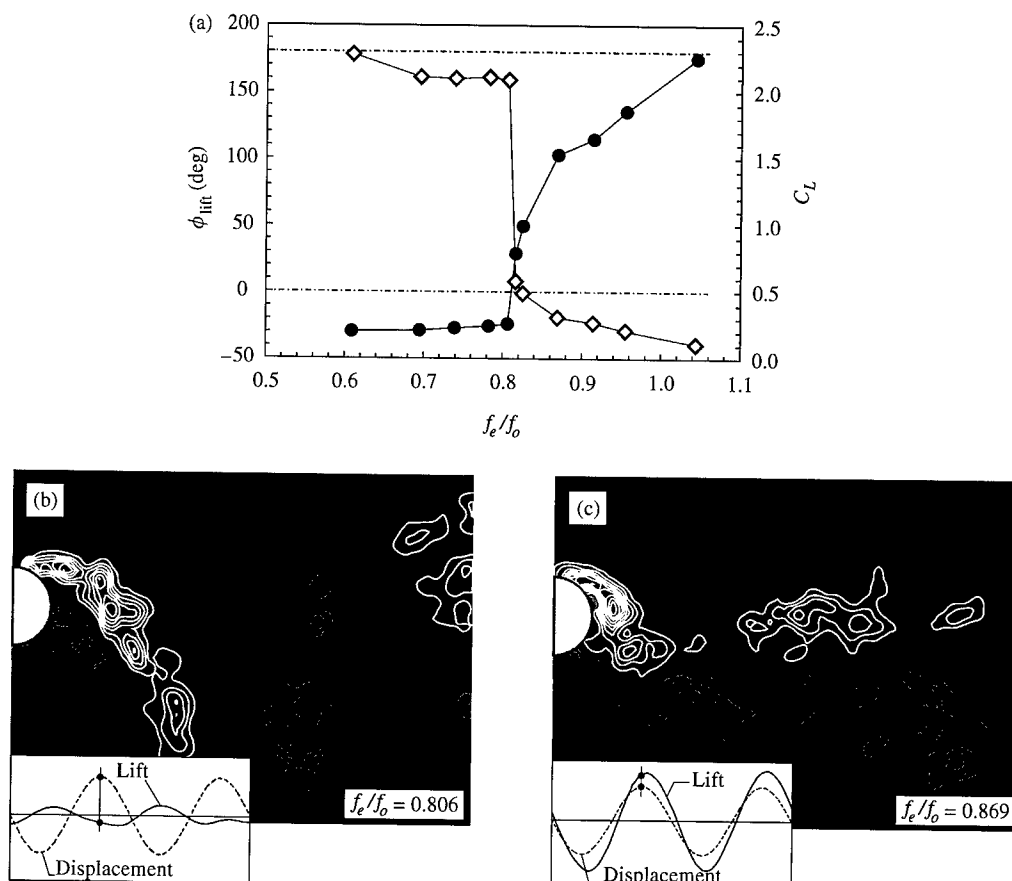 (a)
200
150
100
50
0
−50
ϕlift (deg)
2.5
2.0
1.5
1.0
0.5
0.0
CL
0.5 0.6 0.7 0.8 0.9 1.0 1.1
fe/fo
(b)
Lift
Displacement
fe/fo = 0.806
(c)
Lift
Displacement
fe/fo = 0.869